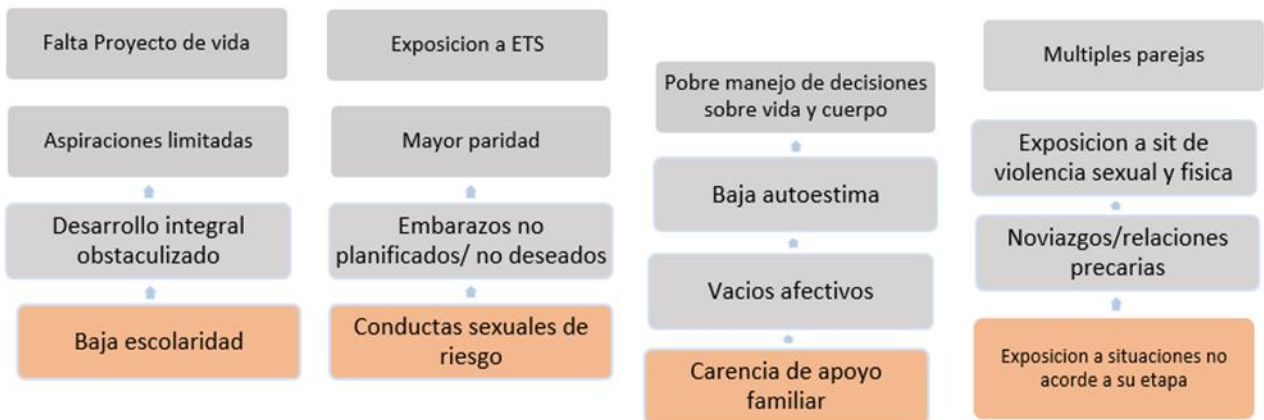 Falta Proyecto de vida
Aspiraciones limitadas
Desarrollo integral
obstaculizado
Baja escolaridad
Exposicion a ETS
Mayor paridad
Embarazos no
planificados/ no deseados
Conductas sexuales de
riesgo
Pobre manejo de decisiones
sobre vida y cuerpo
Baja autoestima
Vacios afectivos
Carencia de apoyo
familiar
Multiples parejas
Exposicion a sit de
violencia sexual y fisica
Noviazgos/relaciones
precarias
Exposicion a situaciones no
acorde a su etapa